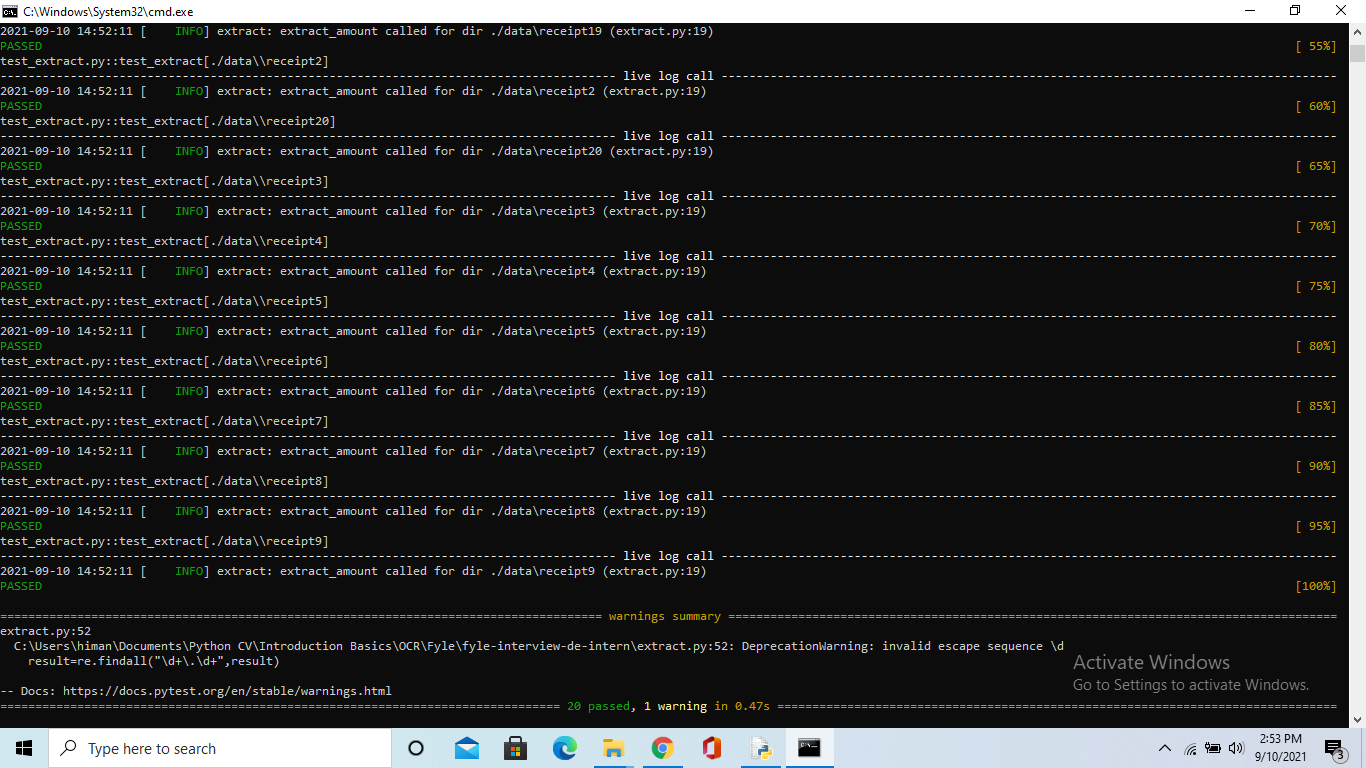 C:\Windows\System32\cmd.exe
2021-09-10 14:52:11 [    INFO] extract: extract_amount called for dir ./data\receipt19 (extract.py:19)
PASSED [ 55%]
test_extract.py::test_extract[./data\\receipt2]
-------- live log call --------
2021-09-10 14:52:11 [    INFO] extract: extract_amount called for dir ./data\receipt2 (extract.py:19)
PASSED [ 60%]
test_extract.py::test_extract[./data\\receipt20]
-------- live log call --------
2021-09-10 14:52:11 [    INFO] extract: extract_amount called for dir ./data\receipt20 (extract.py:19)
PASSED [ 65%]
test_extract.py::test_extract[./data\\receipt3]
-------- live log call --------
2021-09-10 14:52:11 [    INFO] extract: extract_amount called for dir ./data\receipt3 (extract.py:19)
PASSED [ 70%]
test_extract.py::test_extract[./data\\receipt4]
-------- live log call --------
2021-09-10 14:52:11 [    INFO] extract: extract_amount called for dir ./data\receipt4 (extract.py:19)
PASSED [ 75%]
test_extract.py::test_extract[./data\\receipt5]
-------- live log call --------
2021-09-10 14:52:11 [    INFO] extract: extract_amount called for dir ./data\receipt5 (extract.py:19)
PASSED [ 80%]
test_extract.py::test_extract[./data\\receipt6]
-------- live log call --------
2021-09-10 14:52:11 [    INFO] extract: extract_amount called for dir ./data\receipt6 (extract.py:19)
PASSED [ 85%]
test_extract.py::test_extract[./data\\receipt7]
-------- live log call --------
2021-09-10 14:52:11 [    INFO] extract: extract_amount called for dir ./data\receipt7 (extract.py:19)
PASSED [ 90%]
test_extract.py::test_extract[./data\\receipt8]
-------- live log call --------
2021-09-10 14:52:11 [    INFO] extract: extract_amount called for dir ./data\receipt8 (extract.py:19)
PASSED [ 95%]
test_extract.py::test_extract[./data\\receipt9]
-------- live log call --------
2021-09-10 14:52:11 [    INFO] extract: extract_amount called for dir ./data\receipt9 (extract.py:19)
PASSED [100%]
======== warnings summary ========
extract.py:52
  C:\Users\himan\Documents\Python CV\Introduction Basics\OCR\Fyle\fyle-interview-de-intern\extract.py:52: DeprecationWarning: invalid escape sequence \d
    result=re.findall("\d+\.\d+",result)
Activate Windows
Go to Settings to activate Windows.
-- Docs: https://docs.pytest.org/en/stable/warnings.html
======== 20 passed, 1 warning in 0.47s ========
Type here to search
2:53 PM
9/10/2021
3